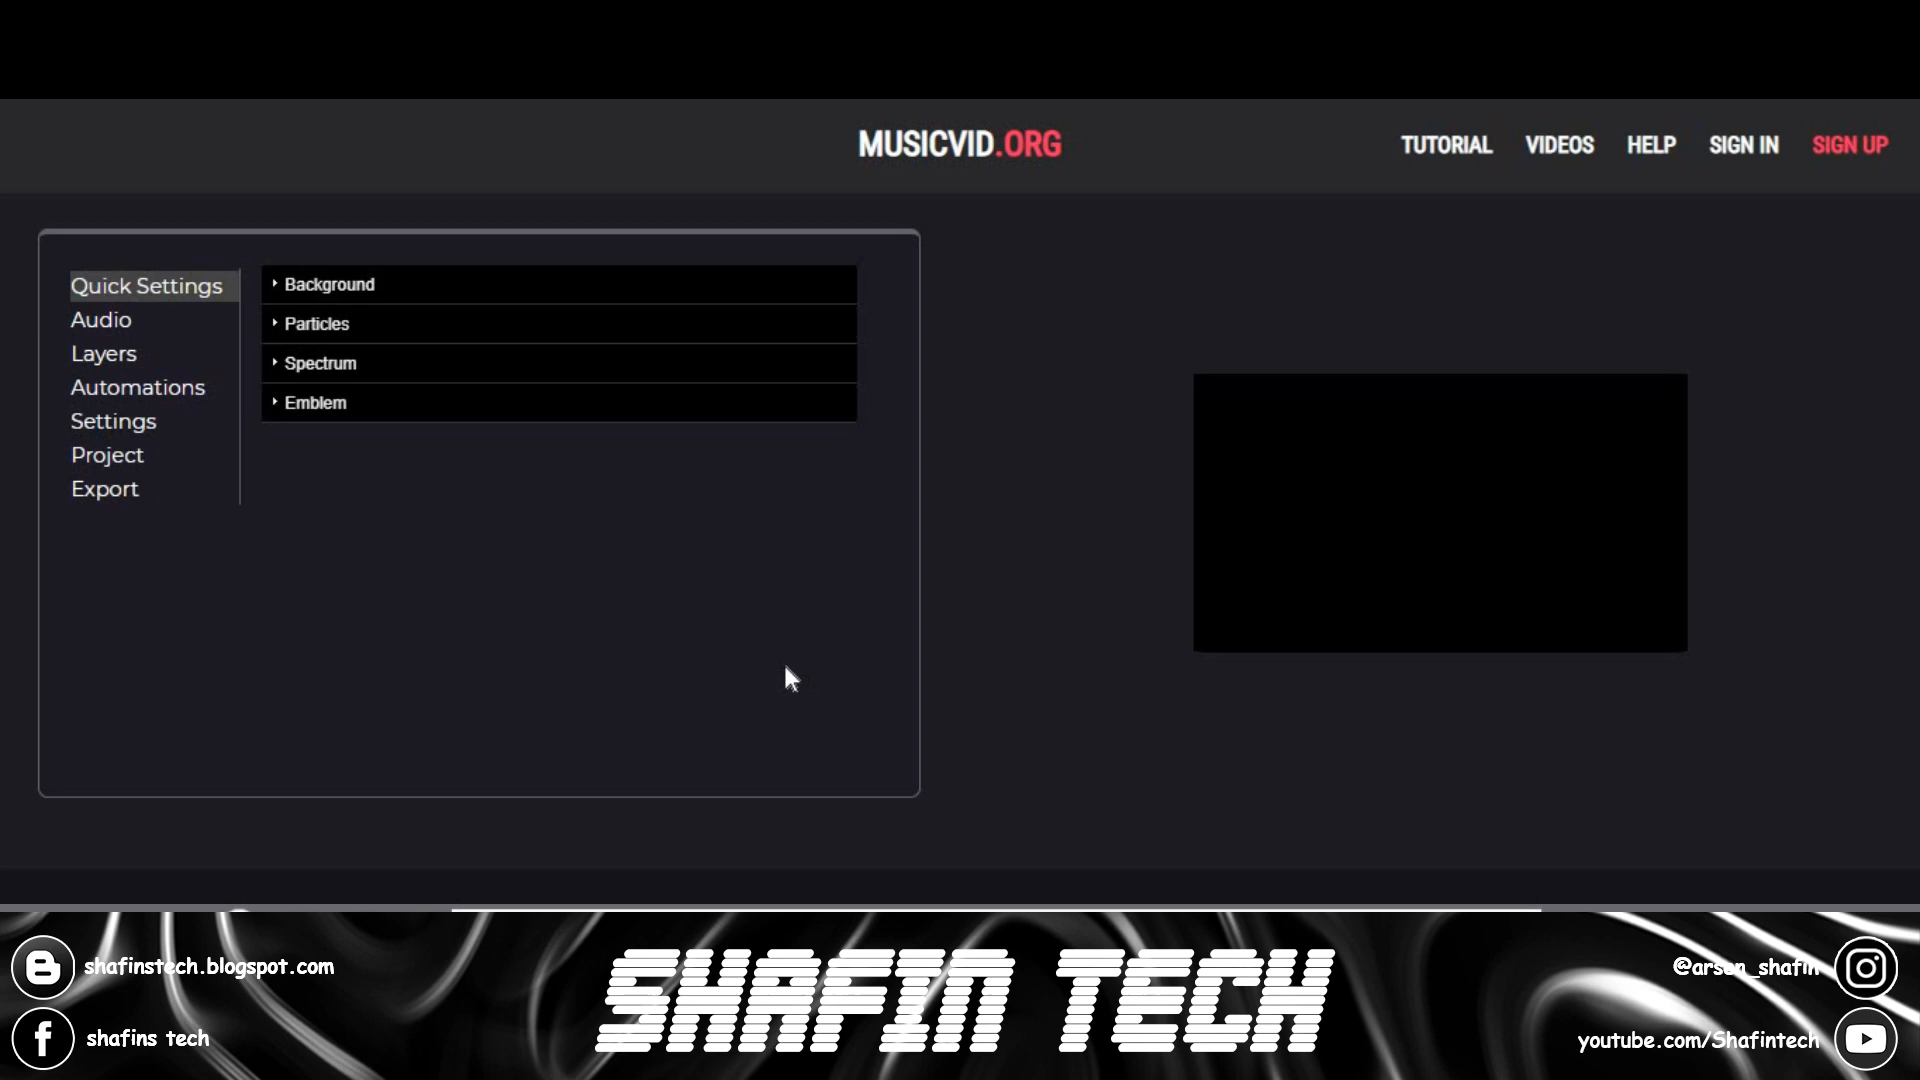 MUSICVID.ORG
TUTORIAL VIDEOS HELP SIGN IN SIGN UP
Quick Settings
Audio
Layers
Automations
Settings
Project
Export
Background
Particles
Spectrum
Emblem
shafinstech.blogspot.com
shafins tech
SHAFIN TECH
@arsen_shafin
youtube.com/Shafintech